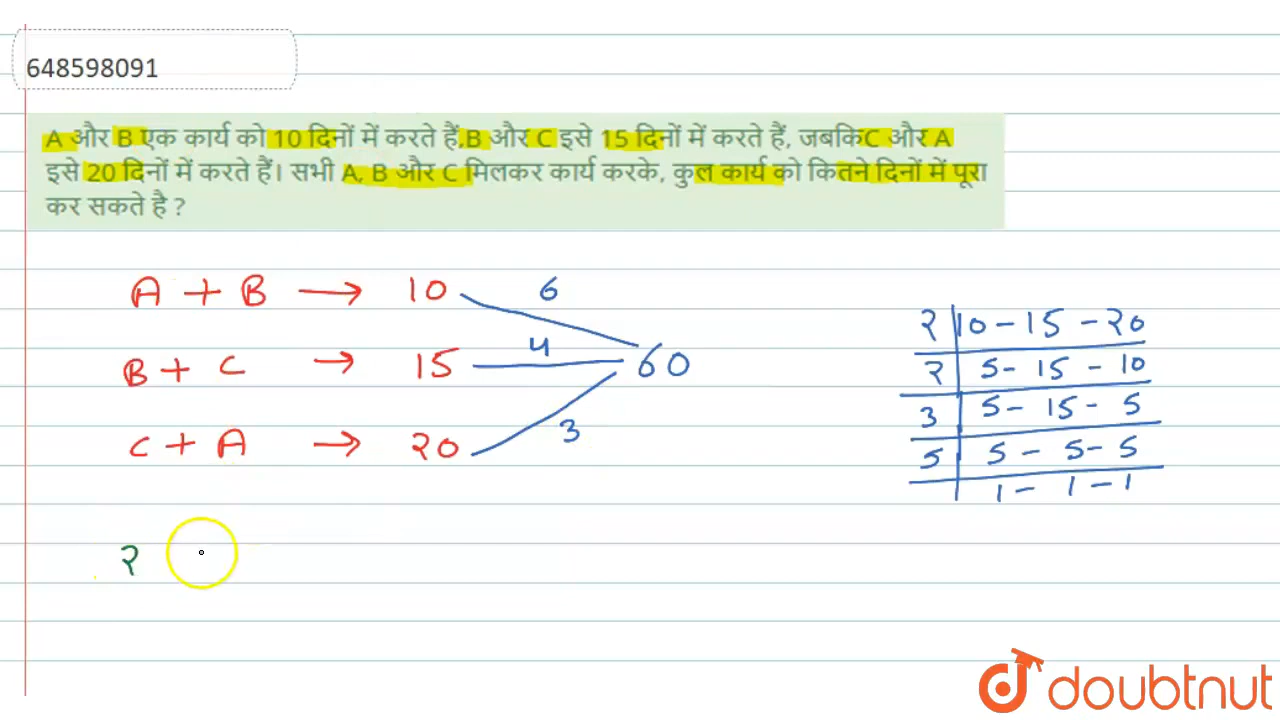 648598091
A और B एक कार्य को 10 दिनों में करते हैं,B और C इसे 15 दिनों में करते हैं, जबकिC और A
इसे 20 दिनों में करते हैं। सभी A, B और C मिलकर कार्य करके, कुल कार्य को कितने दिनों में पूरा
कर सकते है ?
A + B → 10 6
B + C → 15 4 60
C + A → 20 3
2 10 - 15 - 20
2 5 - 15 - 10
3 5 - 15 - 5
5 5 - 5 - 5
1 - 1 - 1
2
doubtnut